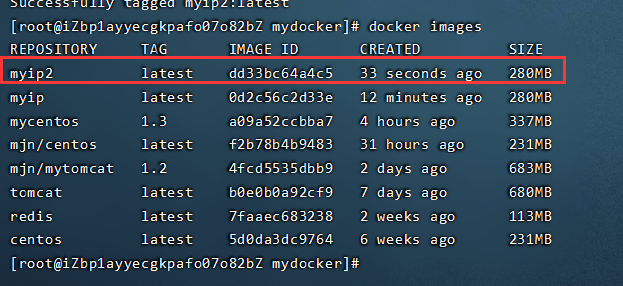 Successfully tagged myip2:latest
[root@iZbp1ayyecgkpafo07o82bZ mydocker]# docker images
REPOSITORY TAG IMAGE ID CREATED SIZE
myip2 latest dd33bc64a4c5 33 seconds ago 280MB
myip latest 0d2c56c2d33e 12 minutes ago 280MB
mycentos 1.3 a09a52ccbba7 4 hours ago 337MB
mjn/centos latest f2b78b4b9483 31 hours ago 231MB
mjn/mytomcat 1.2 4fcd5535dbb9 2 days ago 683MB
tomcat latest b0e0b0a92cf9 7 days ago 680MB
redis latest 7faaec683238 2 weeks ago 113MB
centos latest 5d0da3dc9764 6 weeks ago 231MB
[root@iZbp1ayyecgkpafo07o82bZ mydocker]#